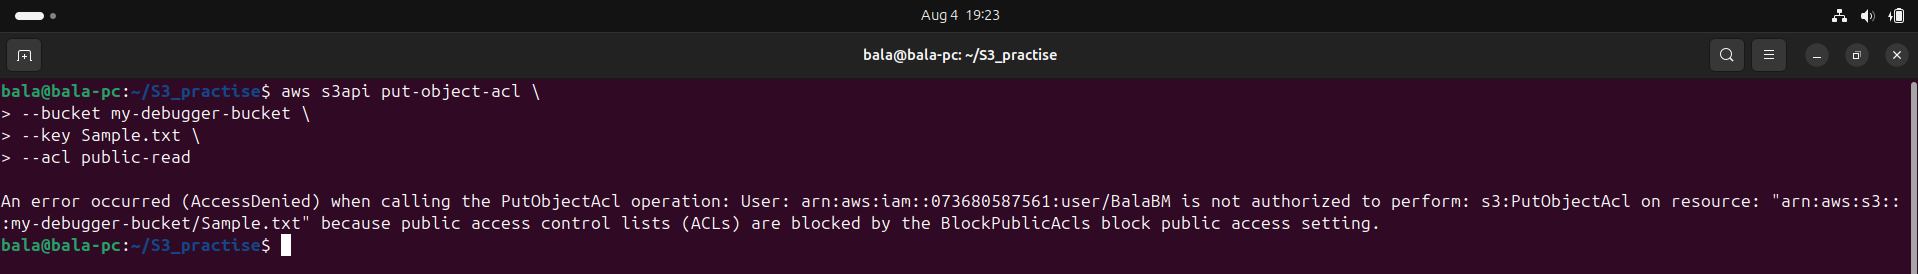 Aug 4 19:23
bala@bala-pc: ~/S3_practise
bala@bala-pc:~/S3_practise$ aws s3api put-object-acl \
> --bucket my-debugger-bucket \
> --key Sample.txt \
> --acl public-read
An error occurred (AccessDenied) when calling the PutObjectAcl operation: User: arn:aws:iam::073680587561:user/BalaBM is not authorized to perform: s3:PutObjectAcl on resource: "arn:aws:s3::
:my-debugger-bucket/Sample.txt" because public access control lists (ACLs) are blocked by the BlockPublicAcls block public access setting.
bala@bala-pc:~/S3_practise$